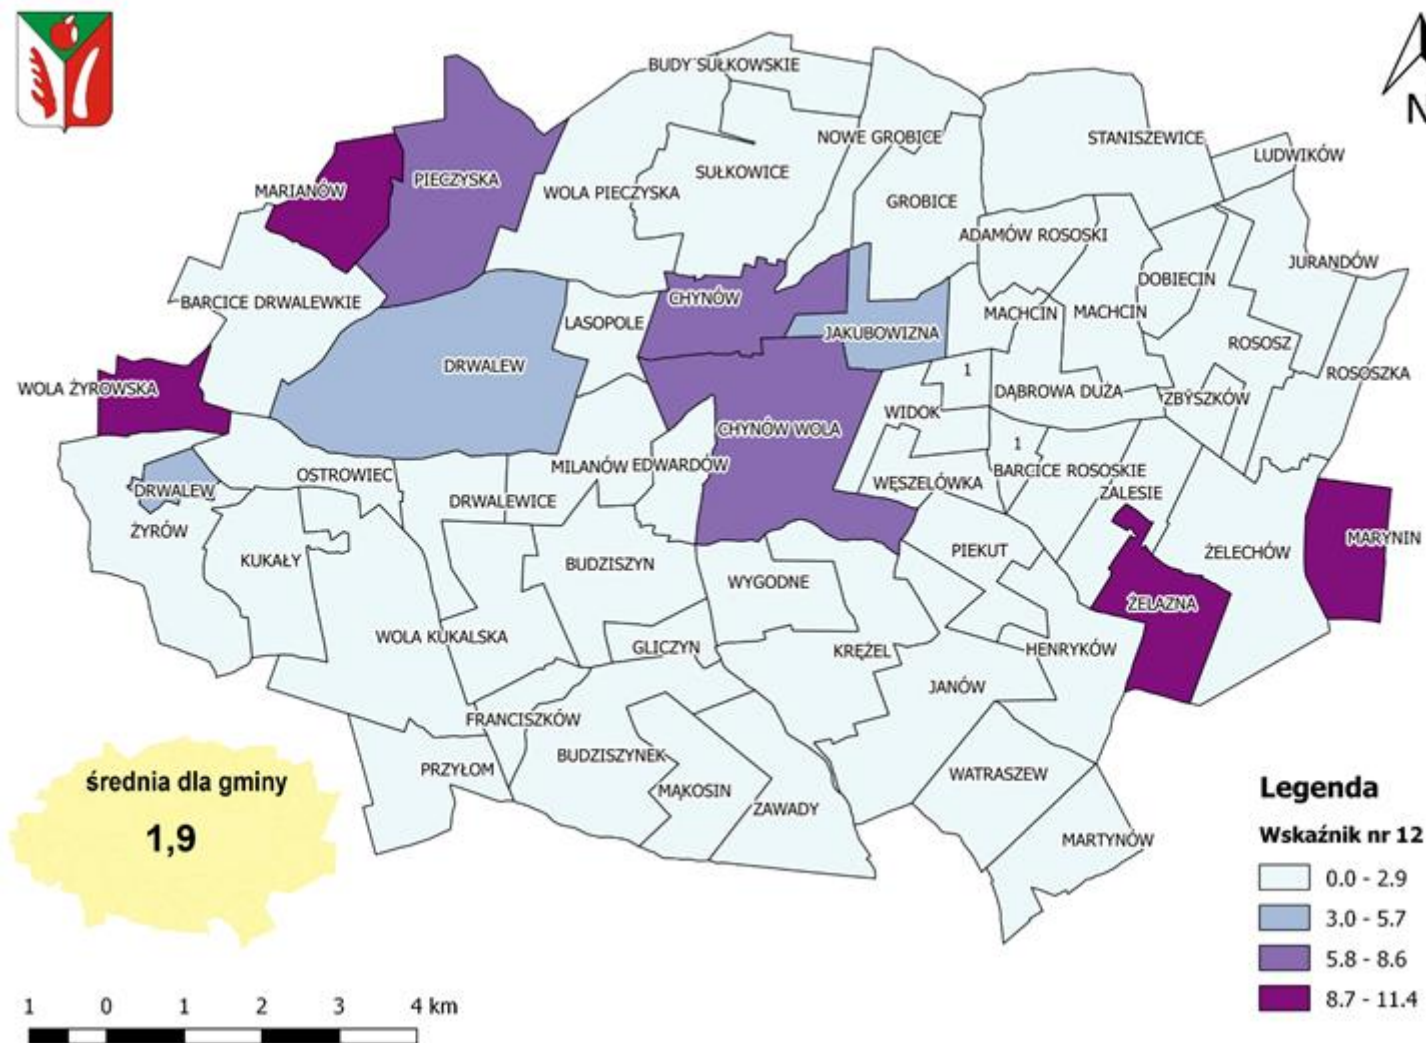 BUDY SUŁKOWSKIE
N
NOWE GROBICE
STANISZEWICE
LUDWIKÓW
SUŁKOWICE
PIECZYSKA
MARIANÓW
WOLA PIECZYSKA
GROBICE
ADAMÓW ROSOSKI
JURANDÓW
DOBIECIN
BARCICE DRWALEWKIE
CHYNÓW
MACHCIN
MACHCIN
LASOPOLE
JAKUBOWIZNA
ROSOSZ
DRWALEW
1
ROSOSZKA
WOLA ŻYROWSKA
DĄBROWA DUŻA
ZBYSZKÓW
WIDOK
CHYNÓW WOLA
1
MILANÓW
EDWARDÓW
BARCICE ROSOSKIE
OSTROWIEC
WĘSZELÓWKA
DRWALEW
ZALESIE
DRWALEWICE
ŻYRÓW
MARYNIN
PIEKUT
ŻELECHÓW
KUKAŁY
BUDZISZYN
WYGODNE
ŻELAZNA
WOLA KUKALSKA
GLICZYN
KRĘŻEL
HENRYKÓW
JANÓW
FRANCISZKÓW
BUDZISZYNEK
PRZYŁOM
WATRASZEW
MĄKOSIN
ZAWADY
MARTYNÓW
średnia dla gminy
1,9
Legenda
Wskaźnik nr 12
0.0 - 2.9
3.0 - 5.7
5.8 - 8.6
8.7 - 11.4
1 0 1 2 3 4 km